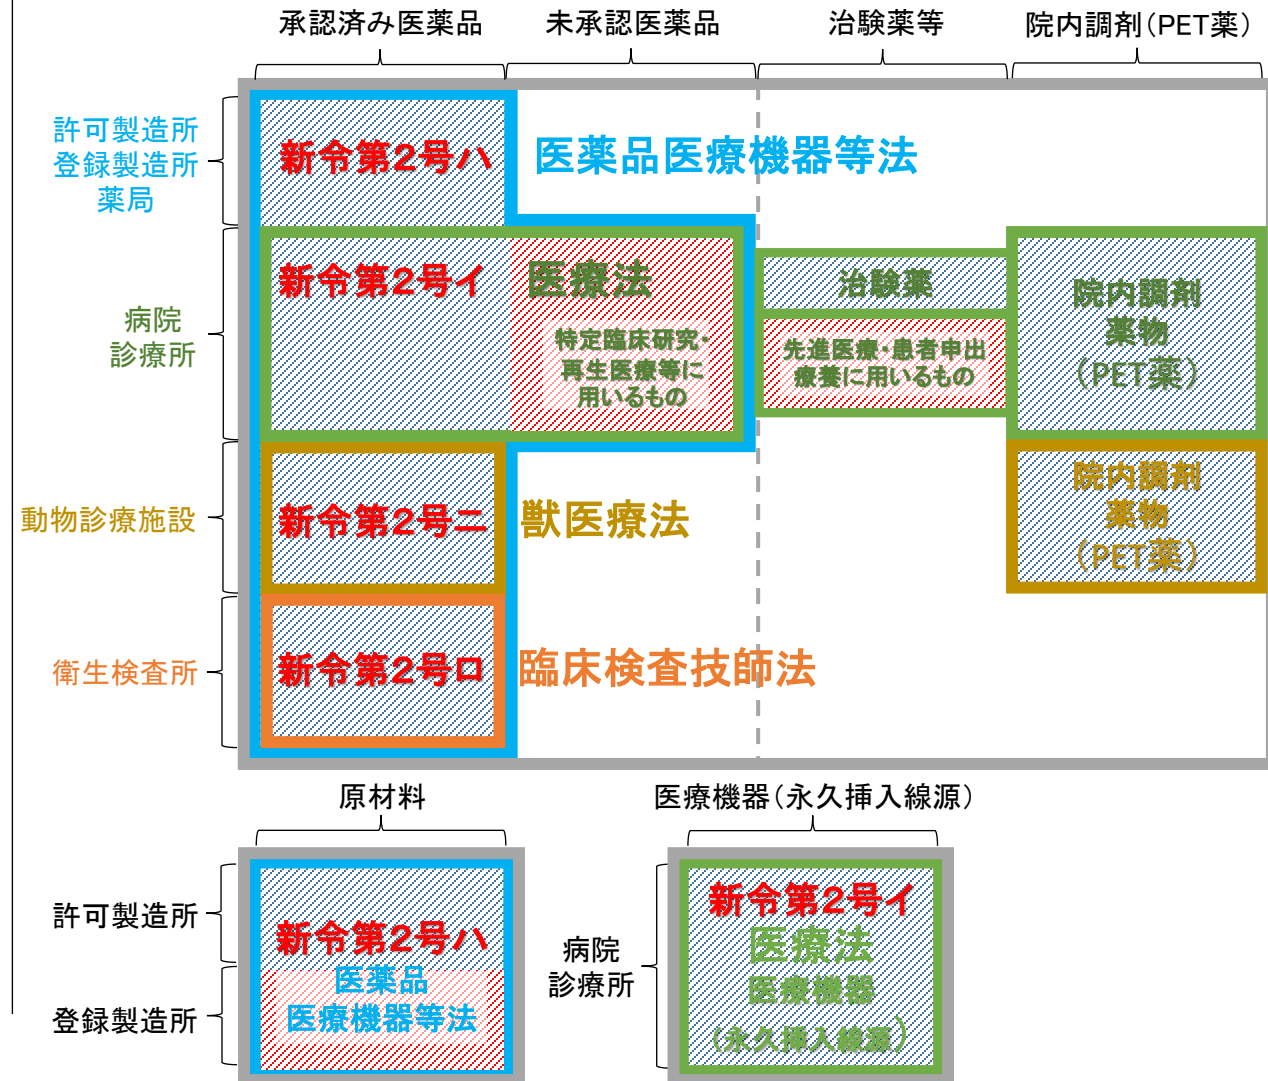 承認済み医薬品
未承認医薬品
治験薬等
院内調剤(PET薬)
許可製造所
登録製造所
薬局
新令第2号ハ
医薬品医療機器等法
病院
診療所
新令第2号イ
医療法
特定臨床研究・
再生医療等に
用いるもの
治験薬
先進医療・患者申出
療養に用いるもの
院内調剤
薬物
(PET薬)
動物診療施設
新令第2号ニ
獣医療法
院内調剤
薬物
(PET薬)
衛生検査所
新令第2号ロ
臨床検査技師法
原材料
許可製造所
登録製造所
新令第2号ハ
医薬品
医療機器等法
医療機器(永久挿入線源)
病院
診療所
新令第2号イ
医療法
医療機器
(永久挿入線源)